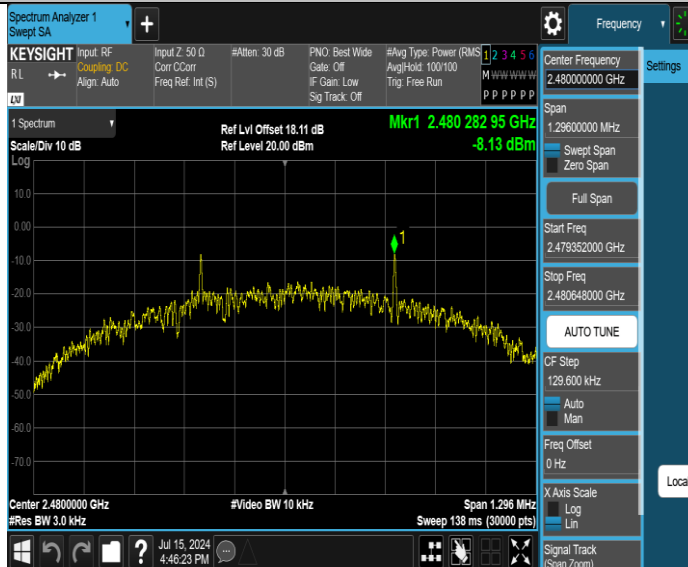 Spectrum Analyzer 1
Swept SA
+
Frequency
KEYSIGHT
RL
LXI
Input: RF
Coupling: DC
Align: Auto
Input Z: 50 Ω
Corr CCorr
Freq Ref: Int (S)
#Atten: 30 dB
PNO: Best Wide
Gate: Off
IF Gain: Low
Sig Track: Off
#Avg Type: Power (RMS
Avg|Hold: 100/100
Trig: Free Run
1 2 3 4 5 6
M W W W W W
P P P P P P
1 Spectrum
Scale/Div 10 dB
Ref Lvl Offset 18.11 dB
Ref Level 20.00 dBm
Mkr1 2.480 282 95 GHz
-8.13 dBm
Log
10.0
0.00
-10.0
-20.0
-30.0
-40.0
-50.0
-60.0
-70.0
1
Center 2.4800000 GHz
#Res BW 3.0 kHz
#Video BW 10 kHz
Span 1.296 MHz
Sweep 138 ms (30000 pts)
Jul 15, 2024
4:46:23 PM
Center Frequency
2.480000000 GHz
Span
1.29600000 MHz
Swept Span
Zero Span
Full Span
Start Freq
2.479352000 GHz
Stop Freq
2.480648000 GHz
AUTO TUNE
CF Step
129.600 kHz
Auto
Man
Freq Offset
0 Hz
X Axis Scale
Log
Lin
Signal Track
(Span Zoom)
Settings
Loca